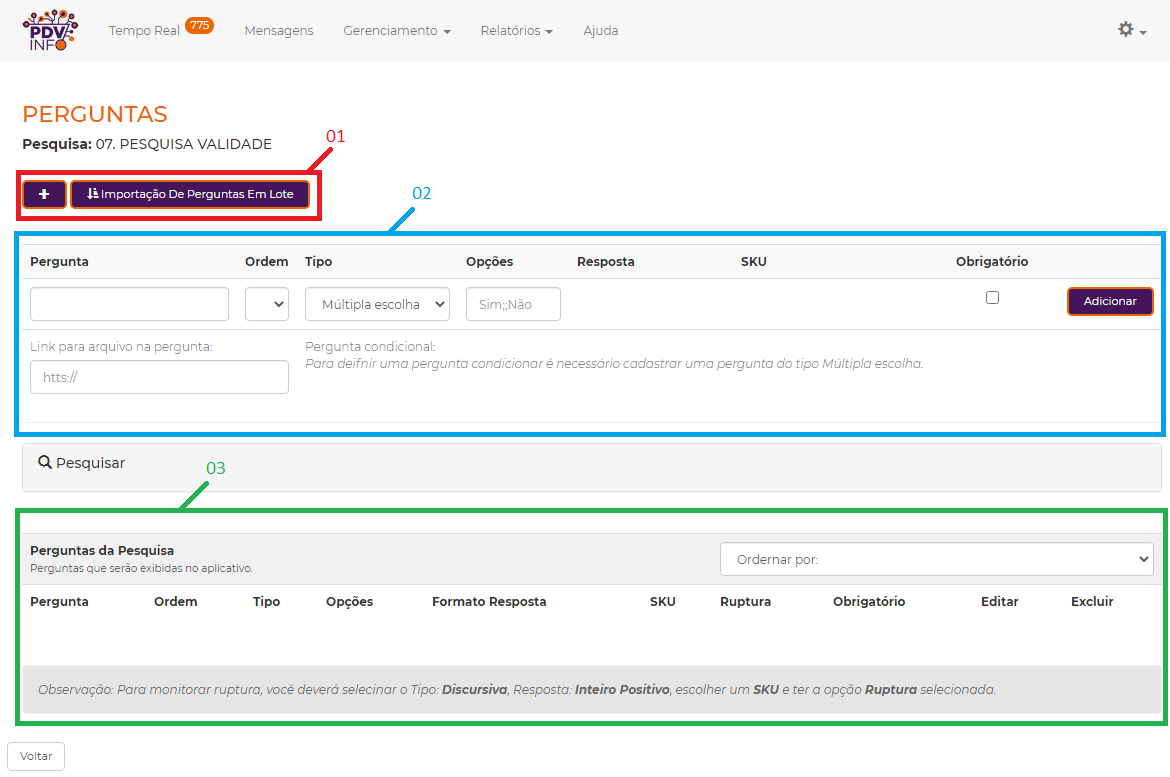 PDV
INFO
Tempo Real 775 Mensagens Gerenciamento Relatórios Ajuda
PERGUNTAS
Pesquisa: 07. PESQUISA VALIDADE
01
+ Importação De Perguntas Em Lote
02
Pergunta Ordem Tipo Opções Resposta SKU Obrigatório
Múltipla escolha Sim;;Não Adicionar
Link para arquivo na pergunta: Pergunta condicional:
Para deifnir uma pergunta condicionar é necessário cadastrar uma pergunta do tipo Múltipla escolha.
htts://
Pesquisar
03
Perguntas da Pesquisa
Perguntas que serão exibidas no aplicativo.
Ordernar por:
Pergunta Ordem Tipo Opções Formato Resposta SKU Ruptura Obrigatório Editar Excluir
Observação: Para monitorar ruptura, você deverá selecinar o Tipo: Discursiva, Resposta: Inteiro Positivo, escolher um SKU e ter a opção Ruptura selecionada.
Voltar